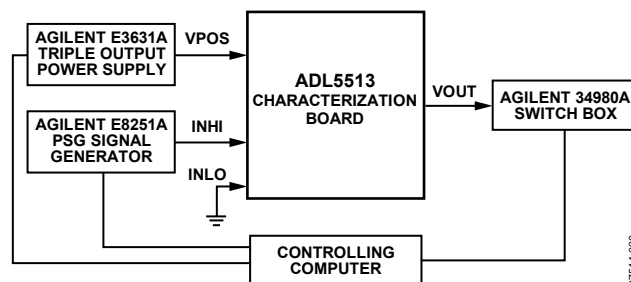 AGILENT E3631A
TRIPLE OUTPUT
POWER SUPPLY
VPOS
ADL5513
CHARACTERIZATION
BOARD
VOUT
AGILENT 34980A
SWITCH BOX
AGILENT E8251A
PSG SIGNAL
GENERATOR
INHI
INLO
CONTROLLING
COMPUTER